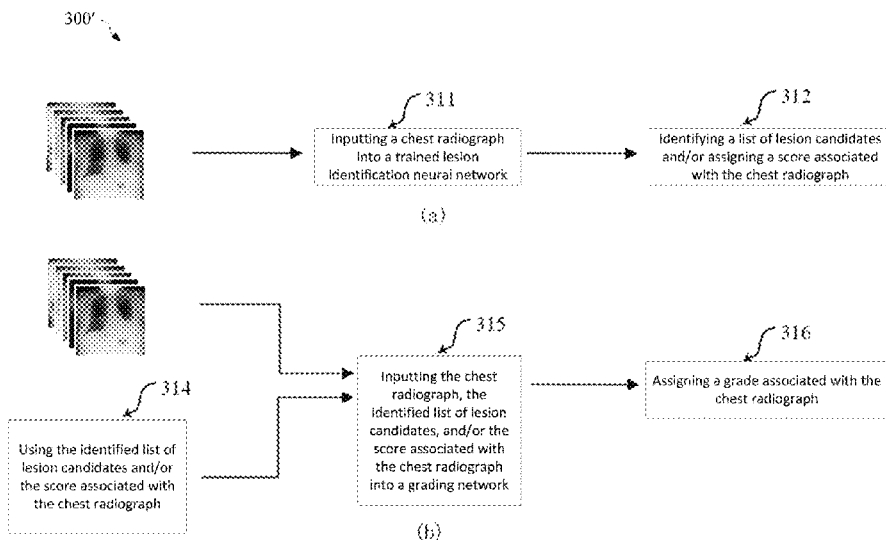 300'
311
312
Inputting a chest radiograph
into a trained lesion
identification neural network
Identifying a list of lesion candidates
and/or assigning a score associated
with the chest radiograph
(a)
315
316
314
Inputting the chest
radiograph, the
identified list of lesion
candidates, and/or the
score associated with
the chest radiograph
into a grading network
Assigning a grade associated with the
chest radiograph
Using the identified list of
lesion candidates and/or
the score associated with
the chest radiograph
(b)